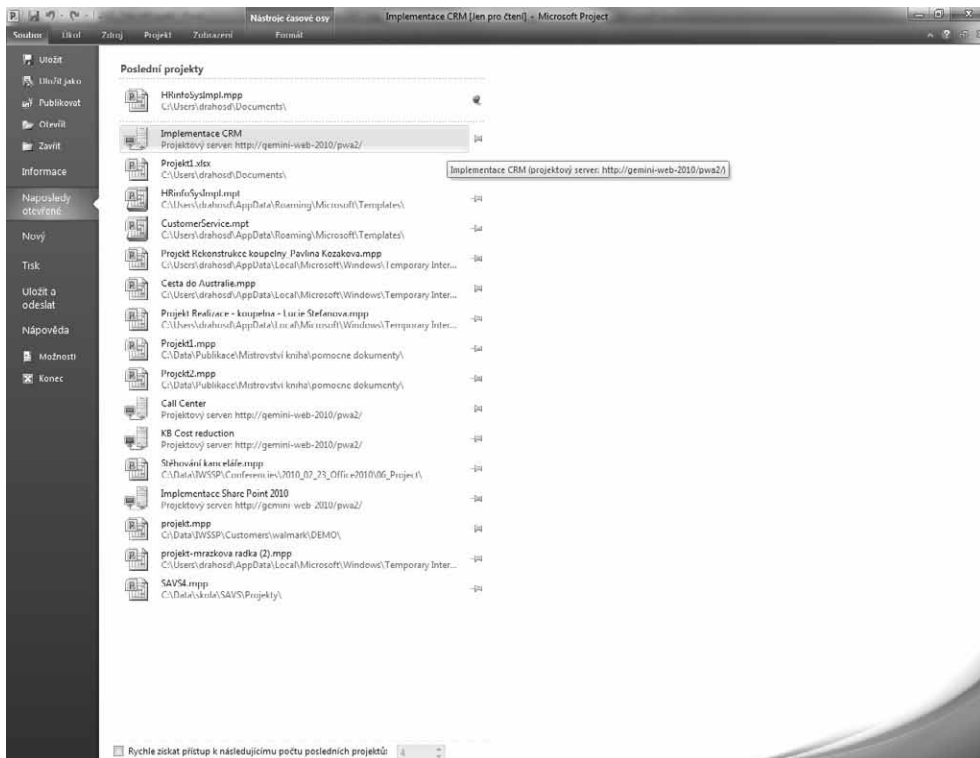 Nástroje časové osy
Implementace CRM [Jen pro čtení] - Microsoft Project
Soubor Úkol Zdroj Projekt Zobrazení Formát
Uložit
Uložit jako
Publikovat
Otevřít
Zavřít
Informace
Naposledy
otevřené
Nový
Tisk
Uložit a
odeslat
Nápověda
Možnosti
Konec
Poslední projekty
HRinfoSysImpl.mpp
C:\Users\drahosd\Documents\
Implementace CRM
Projektový server: http://gemini-web-2010/pwa2/
Implementace CRM (projektový server: http://gemini-web-2010/pwa2/)
Projekt1.xlsx
C:\Users\drahosd\Documents\
HRinfoSysImpl.mpt
C:\Users\drahosd\AppData\Roaming\Microsoft\Templates\
CustomerService.mpt
C:\Users\drahosd\AppData\Roaming\Microsoft\Templates\
Projekt Rekonstrukce koupelny_Pavlina Kozakova.mpp
C:\Users\drahosd\AppData\Local\Microsoft\Windows\Temporary Inter...
Cesta do Australie.mpp
C:\Users\drahosd\AppData\Local\Microsoft\Windows\Temporary Inter...
Projekt Realizace - koupelna - Lucie Stefanova.mpp
C:\Users\drahosd\AppData\Local\Microsoft\Windows\Temporary Inter...
Projekt1.mpp
C:\Data\Publikace\Mistrovství kniha\pomocne dokumenty\
Projekt2.mpp
C:\Data\Publikace\Mistrovství kniha\pomocne dokumenty\
Call Center
Projektový server: http://gemini-web-2010/pwa2/
KB Cost reduction
Projektový server: http://gemini-web-2010/pwa2/
Stěhování kanceláře.mpp
C:\Data\IWSSP\Conferencies\2010_02_23_Office2010\06_Project\
Implementace Share Point 2010
Projektový server: http://gemini-web-2010/pwa2/
projekt.mpp
C:\Data\IWSSP\Customers\walmark\DEMO\
projekt-mrazkova radka (2).mpp
C:\Users\drahosd\AppData\Local\Microsoft\Windows\Temporary Inter...
SAVS4.mpp
C:\Data\skola\SAVS\Projekty\
Rychle získat přístup k následujícímu počtu posledních projektů: 4